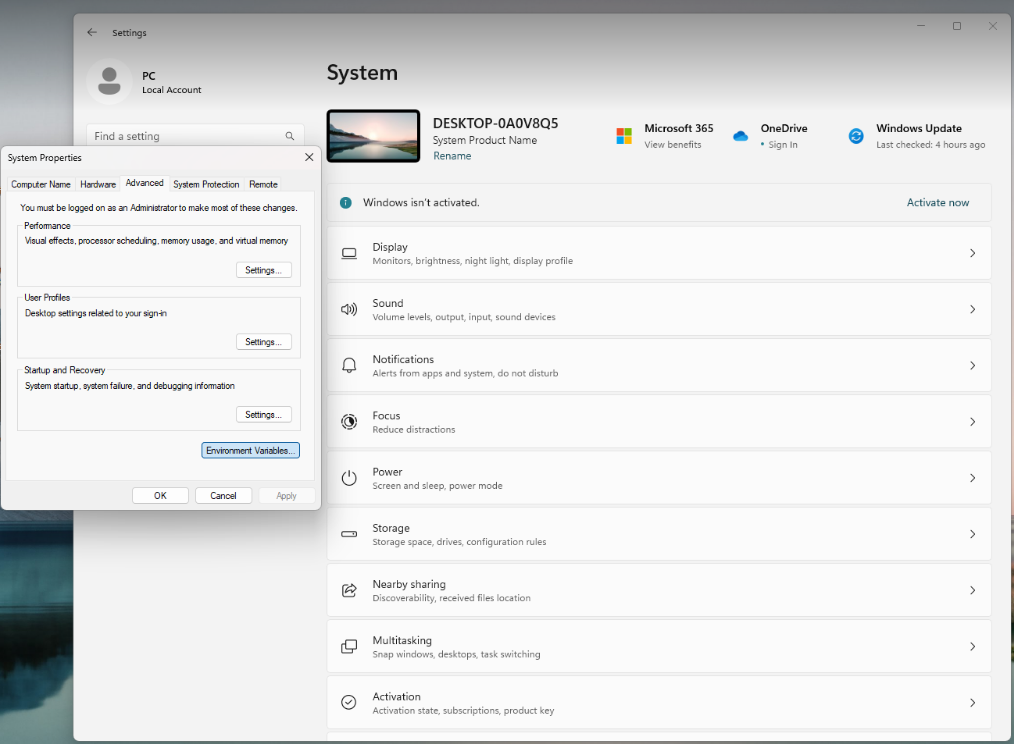 Settings
PC
Local Account
Find a setting
System
DESKTOP-0A0V8Q5
System Product Name
Rename
Microsoft 365
View benefits
OneDrive
• Sign In
Windows Update
Last checked: 4 hours ago
Windows isn't activated.
Activate now
Display
Monitors, brightness, night light, display profile
Sound
Volume levels, output, input, sound devices
Notifications
Alerts from apps and system, do not disturb
Focus
Reduce distractions
Power
Screen and sleep, power mode
Storage
Storage space, drives, configuration rules
Nearby sharing
Discoverability, received files location
Multitasking
Snap windows, desktops, task switching
Activation
Activation state, subscriptions, product key
System Properties
Computer Name Hardware Advanced System Protection Remote
You must be logged on as an Administrator to make most of these changes.
Performance
Visual effects, processor scheduling, memory usage, and virtual memory
Settings...
User Profiles
Desktop settings related to your sign-in
Settings...
Startup and Recovery
System startup, system failure, and debugging information
Settings...
Environment Variables...
OK Cancel Apply